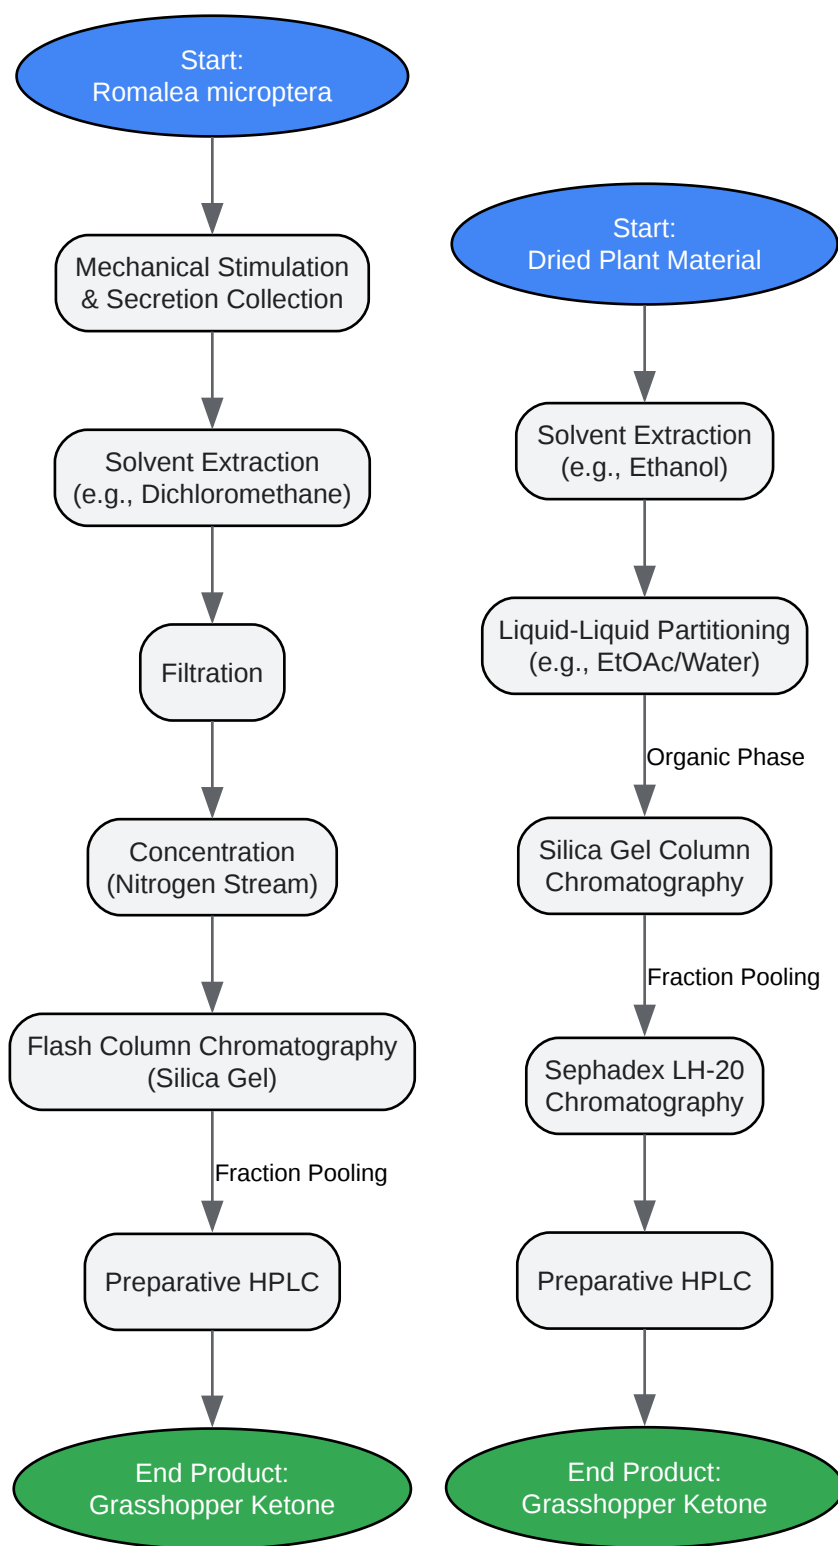 Start:
Romalea microptera
Mechanical Stimulation
& Secretion Collection
Solvent Extraction
(e.g., Dichloromethane)
Filtration
Concentration
(Nitrogen Stream)
Flash Column Chromatography
(Silica Gel)
Fraction Pooling
Preparative HPLC
End Product:
Grasshopper Ketone
Start:
Dried Plant Material
Solvent Extraction
(e.g., Ethanol)
Liquid-Liquid Partitioning
(e.g., EtOAc/Water)
Organic Phase
Silica Gel Column
Chromatography
Fraction Pooling
Sephadex LH-20
Chromatography
Preparative HPLC
End Product:
Grasshopper Ketone